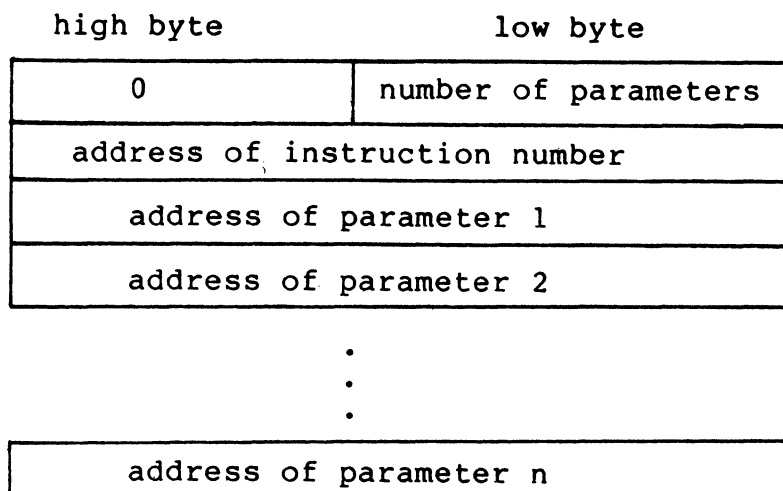 high byte low byte
0 number of parameters
address of instruction number
address of parameter 1
address of parameter 2
.
.
.
address of parameter n